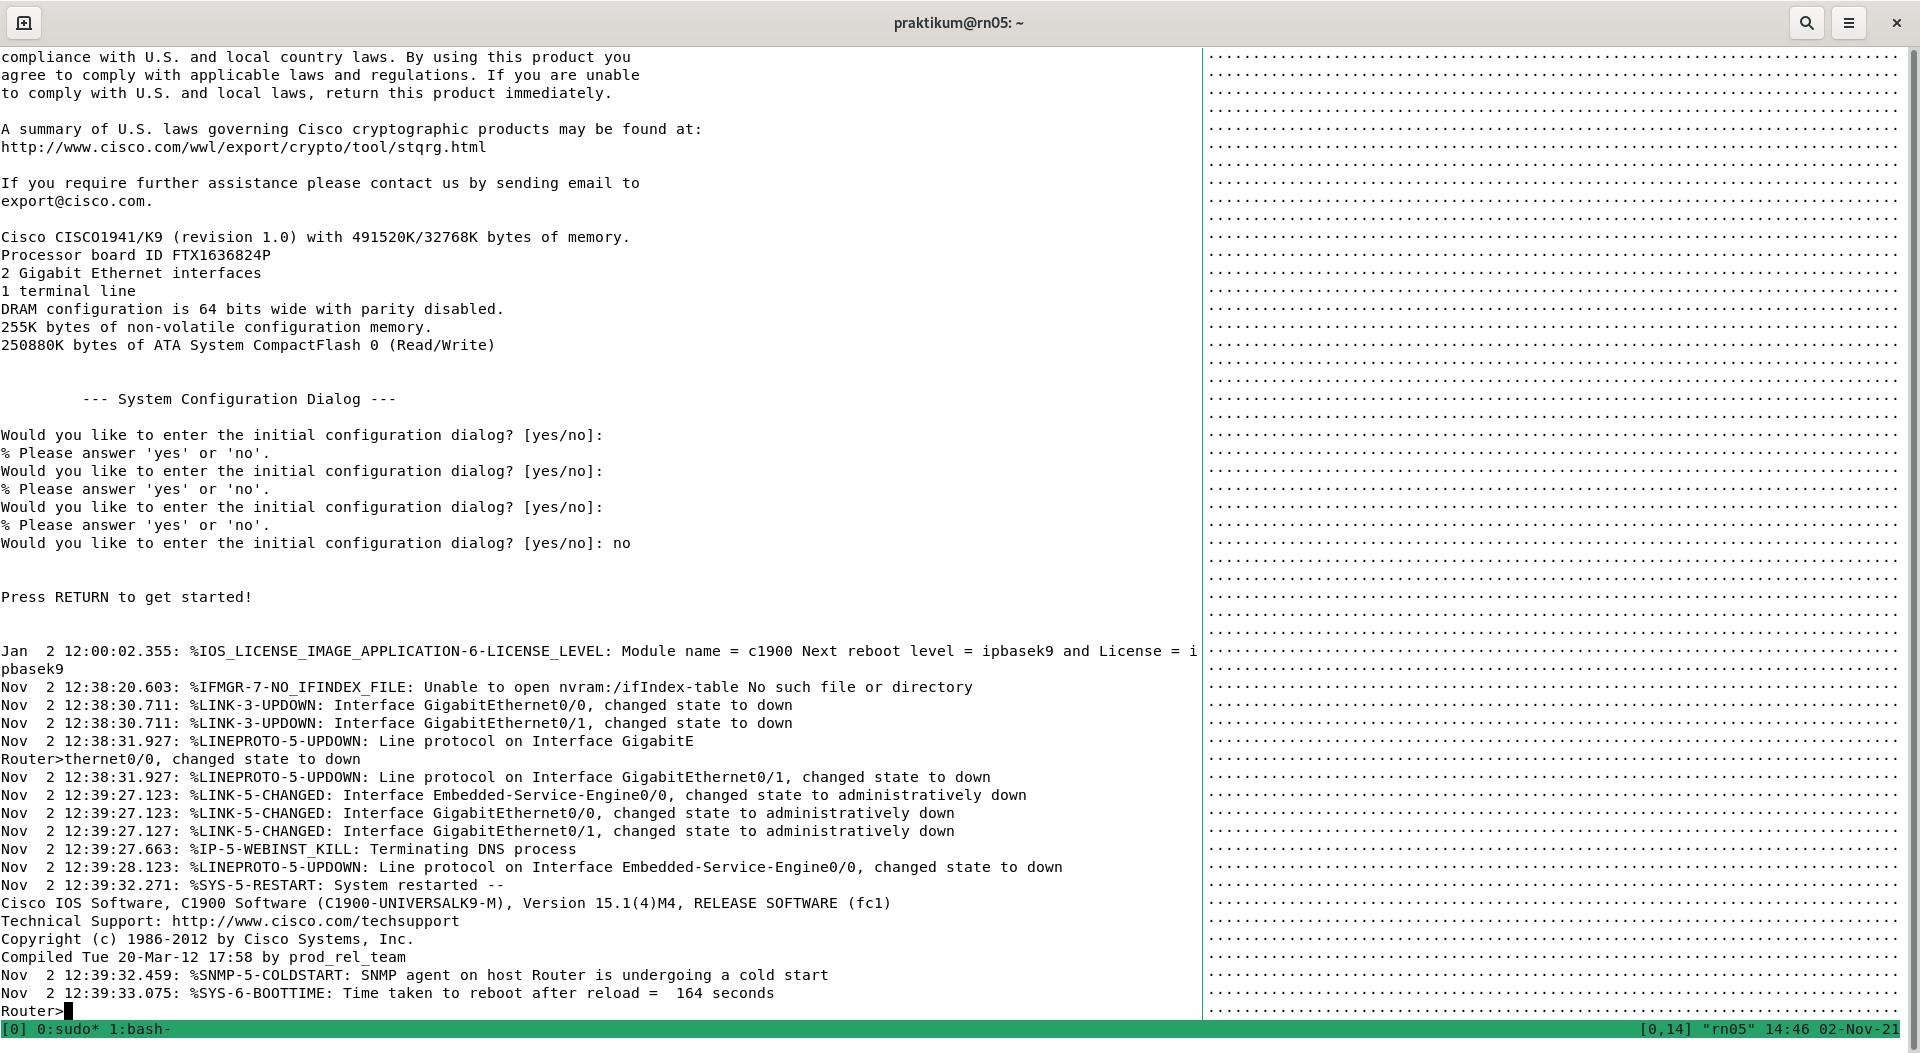 praktikum@rn05: ~
compliance with U.S. and local country laws. By using this product you
agree to comply with applicable laws and regulations. If you are unable
to comply with U.S. and local laws, return this product immediately.
A summary of U.S. laws governing Cisco cryptographic products may be found at:
http://www.cisco.com/wwl/export/crypto/tool/stqrg.html
If you require further assistance please contact us by sending email to
export@cisco.com.
Cisco CISCO1941/K9 (revision 1.0) with 491520K/32768K bytes of memory.
Processor board ID FTX1636824P
2 Gigabit Ethernet interfaces
1 terminal line
DRAM configuration is 64 bits wide with parity disabled.
255K bytes of non-volatile configuration memory.
250880K bytes of ATA System CompactFlash 0 (Read/Write)
--- System Configuration Dialog ---
Would you like to enter the initial configuration dialog? [yes/no]:
% Please answer 'yes' or 'no'.
Would you like to enter the initial configuration dialog? [yes/no]:
% Please answer 'yes' or 'no'.
Would you like to enter the initial configuration dialog? [yes/no]:
% Please answer 'yes' or 'no'.
Would you like to enter the initial configuration dialog? [yes/no]: no
Press RETURN to get started!
Jan  2 12:00:02.355: %IOS_LICENSE_IMAGE_APPLICATION-6-LICENSE_LEVEL: Module name = c1900 Next reboot level = ipbasek9 and License = i
pbasek9
Nov  2 12:38:20.603: %IFMGR-7-NO_IFINDEX_FILE: Unable to open nvram:/ifIndex-table No such file or directory
Nov  2 12:38:30.711: %LINK-3-UPDOWN: Interface GigabitEthernet0/0, changed state to down
Nov  2 12:38:30.711: %LINK-3-UPDOWN: Interface GigabitEthernet0/1, changed state to down
Nov  2 12:38:31.927: %LINEPROTO-5-UPDOWN: Line protocol on Interface GigabitE
Router>thernet0/0, changed state to down
Nov  2 12:38:31.927: %LINEPROTO-5-UPDOWN: Line protocol on Interface GigabitEthernet0/1, changed state to down
Nov  2 12:39:27.123: %LINK-5-CHANGED: Interface Embedded-Service-Engine0/0, changed state to administratively down
Nov  2 12:39:27.123: %LINK-5-CHANGED: Interface GigabitEthernet0/0, changed state to administratively down
Nov  2 12:39:27.127: %LINK-5-CHANGED: Interface GigabitEthernet0/1, changed state to administratively down
Nov  2 12:39:27.663: %IP-5-WEBINST_KILL: Terminating DNS process
Nov  2 12:39:28.123: %LINEPROTO-5-UPDOWN: Line protocol on Interface Embedded-Service-Engine0/0, changed state to down
Nov  2 12:39:32.271: %SYS-5-RESTART: System restarted --
Cisco IOS Software, C1900 Software (C1900-UNIVERSALK9-M), Version 15.1(4)M4, RELEASE SOFTWARE (fc1)
Technical Support: http://www.cisco.com/techsupport
Copyright (c) 1986-2012 by Cisco Systems, Inc.
Compiled Tue 20-Mar-12 17:58 by prod_rel_team
Nov  2 12:39:32.459: %SNMP-5-COLDSTART: SNMP agent on host Router is undergoing a cold start
Nov  2 12:39:33.075: %SYS-6-BOOTTIME: Time taken to reboot after reload =  164 seconds
Router>
[0] 0:sudo* 1:bash- [0,14] "rn05" 14:46 02-Nov-21